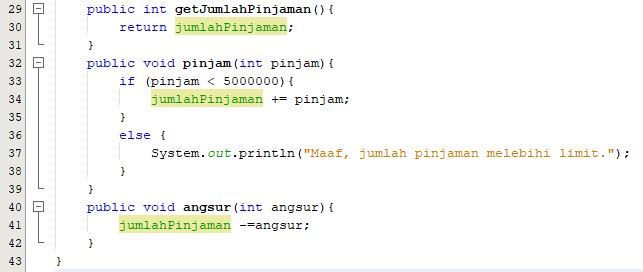 29 public int getJumlahPinjaman(){
30 return jumlahPinjaman;
31 }
32 public void pinjam(int pinjam){
33 if (pinjam < 5000000){
34 jumlahPinjaman += pinjam;
35 }
36 else {
37 System.out.println("Maaf, jumlah pinjaman melebihi limit.");
38 }
39 }
40 public void angsur(int angsur){
41 jumlahPinjaman -=angsur;
42 }
43 }